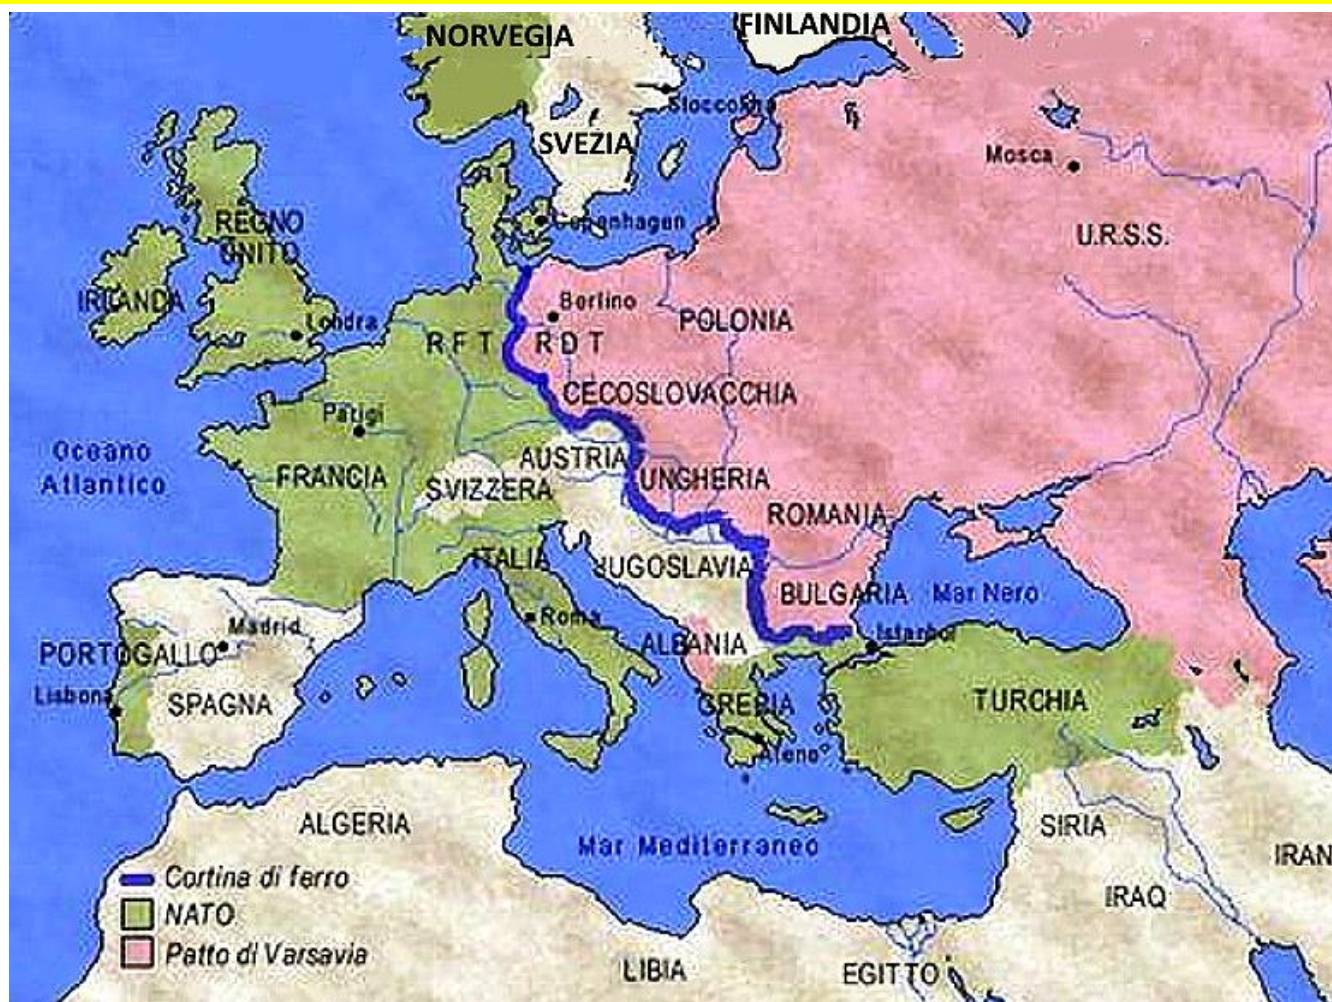 NORVEGIA
FINLANDIA
Stoccolma
SVEZIA
Mosca
REGNO
UNITO
Copenhagen
U.R.S.S.
IRLANDA
Londra
Berlino
POLONIA
RFT
RDT
CECOSLOVACCHIA
Parigi
Oceano
Atlantico
FRANCIA
AUSTRIA
SVIZZERA
UNGHERIA
ROMANIA
ITALIA
JUGOSLAVIA
BULGARIA
Mar Nero
Madrid
Roma
Istanbul
PORTOGALLO
ALBANIA
Lisbona
SPAGNA
GRECIA
TURCHIA
Atene
ALGERIA
Mar Mediterraneo
SIRIA
IRAN
IRAQ
Cortina di ferro
NATO
Patto di Varsavia
LIBIA
EGITTO